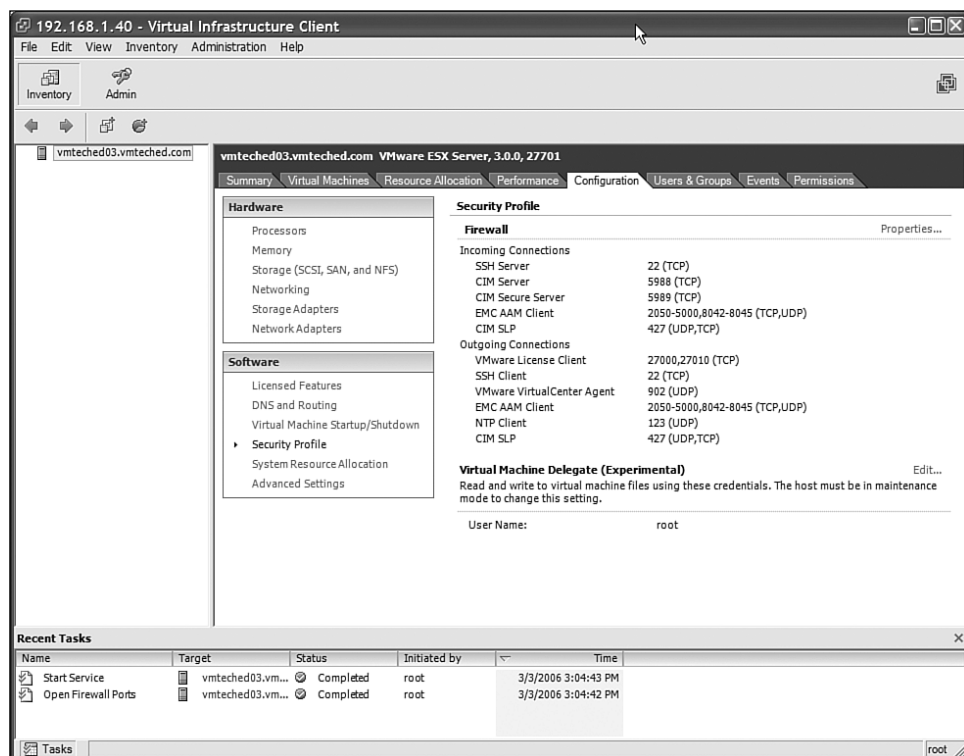 192.168.1.40 - Virtual Infrastructure Client
File Edit View Inventory Administration Help
Inventory Admin
vmteched03.vmteched.com
vmteched03.vmteched.com VMware ESX Server, 3.0.0, 27701
Summary Virtual Machines Resource Allocation Performance Configuration Users & Groups Events Permissions
Hardware
Processors
Memory
Storage (SCSI, SAN, and NFS)
Networking
Storage Adapters
Network Adapters
Software
Licensed Features
DNS and Routing
Virtual Machine Startup/Shutdown
Security Profile
System Resource Allocation
Advanced Settings
Security Profile
Firewall Properties...
Incoming Connections
SSH Server 22 (TCP)
CIM Server 5988 (TCP)
CIM Secure Server 5989 (TCP)
EMC AAM Client 2050-5000,8042-8045 (TCP,UDP)
CIM SLP 427 (UDP,TCP)
Outgoing Connections
VMware License Client 27000,27010 (TCP)
SSH Client 22 (TCP)
VMware VirtualCenter Agent 902 (UDP)
EMC AAM Client 2050-5000,8042-8045 (TCP,UDP)
NTP Client 123 (UDP)
CIM SLP 427 (UDP,TCP)
Virtual Machine Delegate (Experimental) Edit...
Read and write to virtual machine files using these credentials. The host must be in maintenance
mode to change this setting.
User Name: root
Recent Tasks
Name Target Status Initiated by Time
Start Service vmteched03.vm... Completed root 3/3/2006 3:04:43 PM
Open Firewall Ports vmteched03.vm... Completed root 3/3/2006 3:04:42 PM
Tasks root